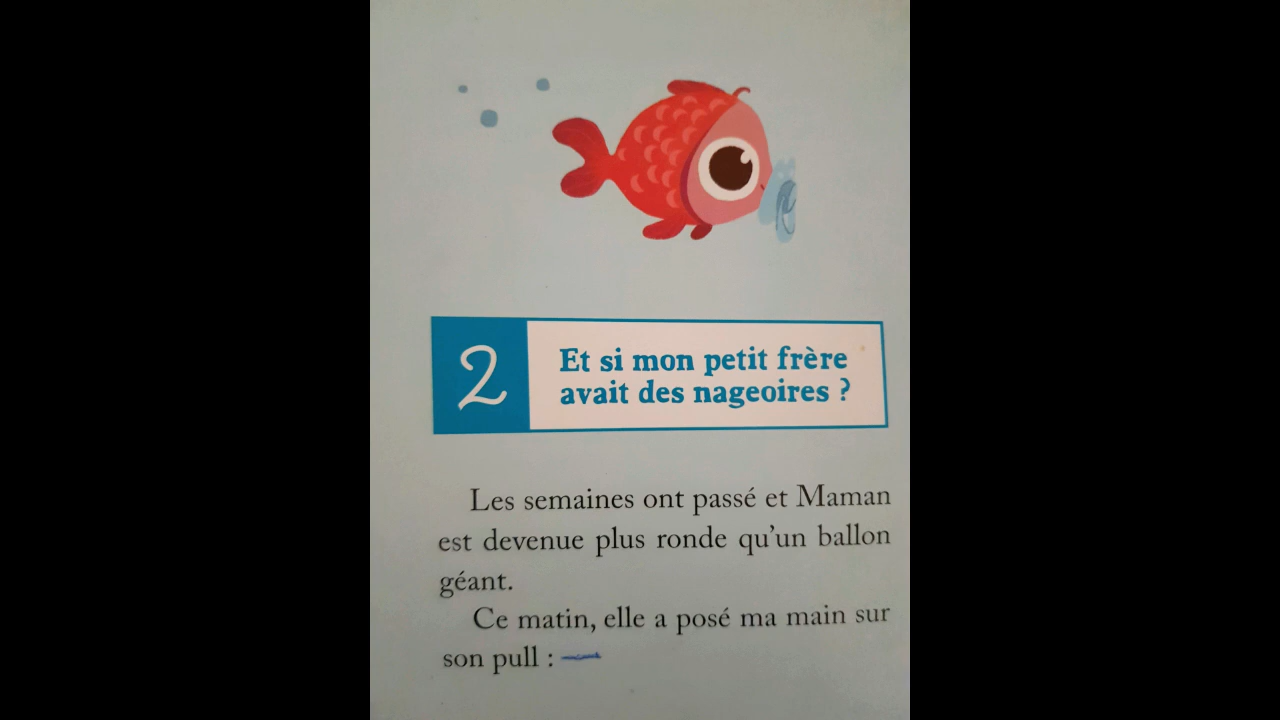 2
Et si mon petit frère
avait des nageoires ?
Les semaines ont passé et Maman
est devenue plus ronde qu'un ballon
géant.
Ce matin, elle a posé ma main sur
son pull :